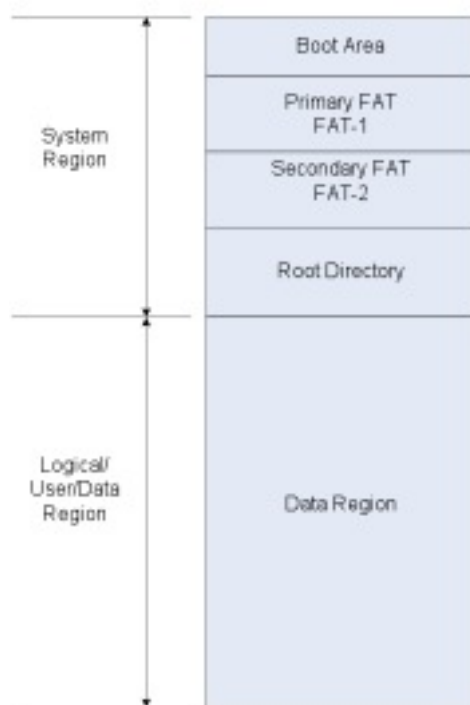 Boot Area
Primary FAT
FAT-1
System
Region
Secondary FAT
FAT-2
Root Directory
Logical/
User/Data
Region
Data Region